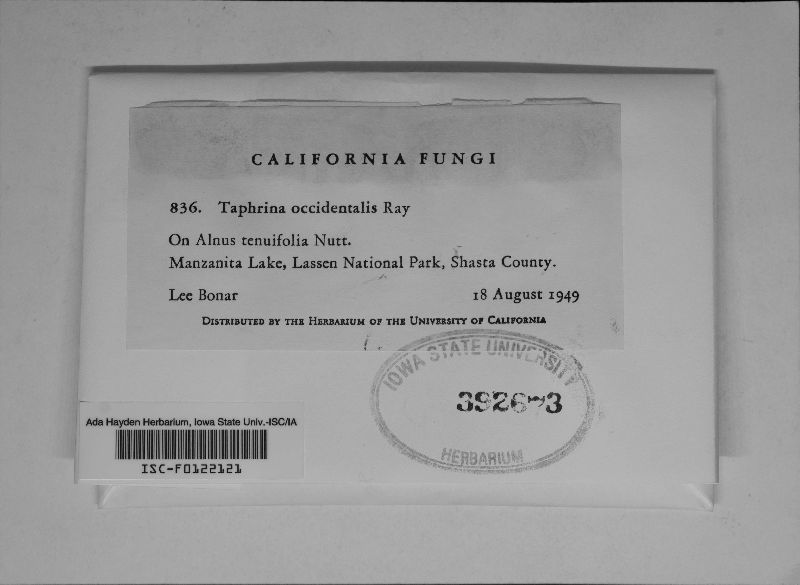 CALIFORNIA FUNGI
836. Taphrina occidentalis Ray
On Alnus tenuifolia Nutt.
Manzanita Lake, Lassen National Park, Shasta County.
Lee Bonar 18 August 1949
DISTRIBUTED BY THE HERBARIUM OF THE UNIVERSITY OF CALIFORNIA
IOWA STATE UNIVERSITY
HERBARIUM
Ada Hayden Herbarium, Iowa State Univ.-ISC/IA
ISC-F0122121